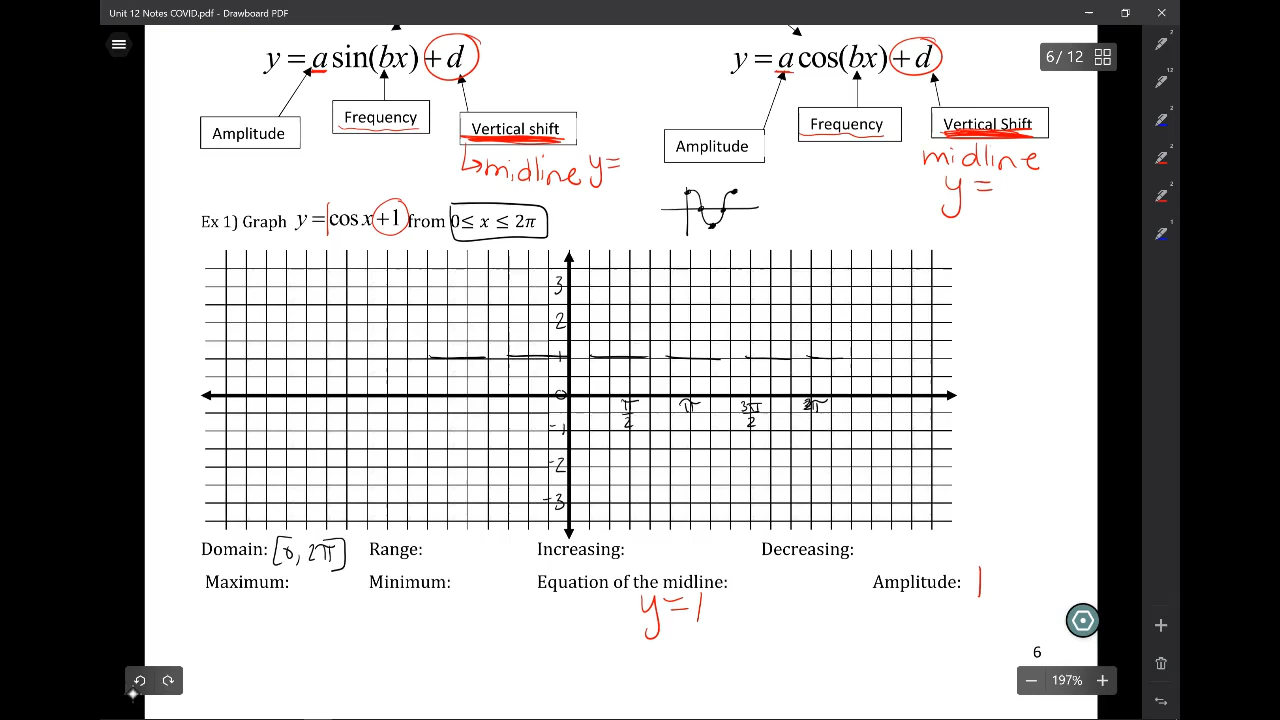 Unit 12 Notes COVID.pdf - Drawboard PDF
6 / 12
y = a sin(bx) + d
y = a cos(bx) + d
Amplitude
Frequency
Vertical shift
Amplitude
Frequency
Vertical Shift
midline y =
midline
y =
Ex 1) Graph y = 1cos x + 1 from 0 ≤ x ≤ 2π
3
2
1
0
π/2 π 3π/2 2π
-1
-2
-3
Domain: [0, 2π] Range: Increasing: Decreasing:
Maximum: Minimum: Equation of the midline: Amplitude: 1
y = 1
6
197%